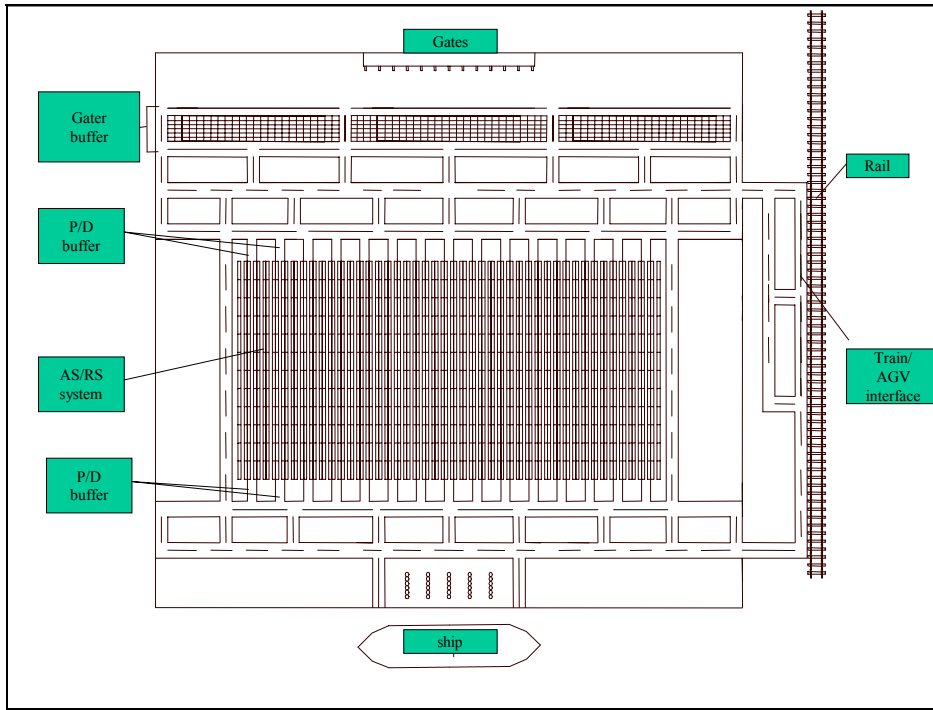 Gates
Gater
buffer
Rail
P/D
buffer
AS/RS
system
Train/
AGV
interface
P/D
buffer
ship